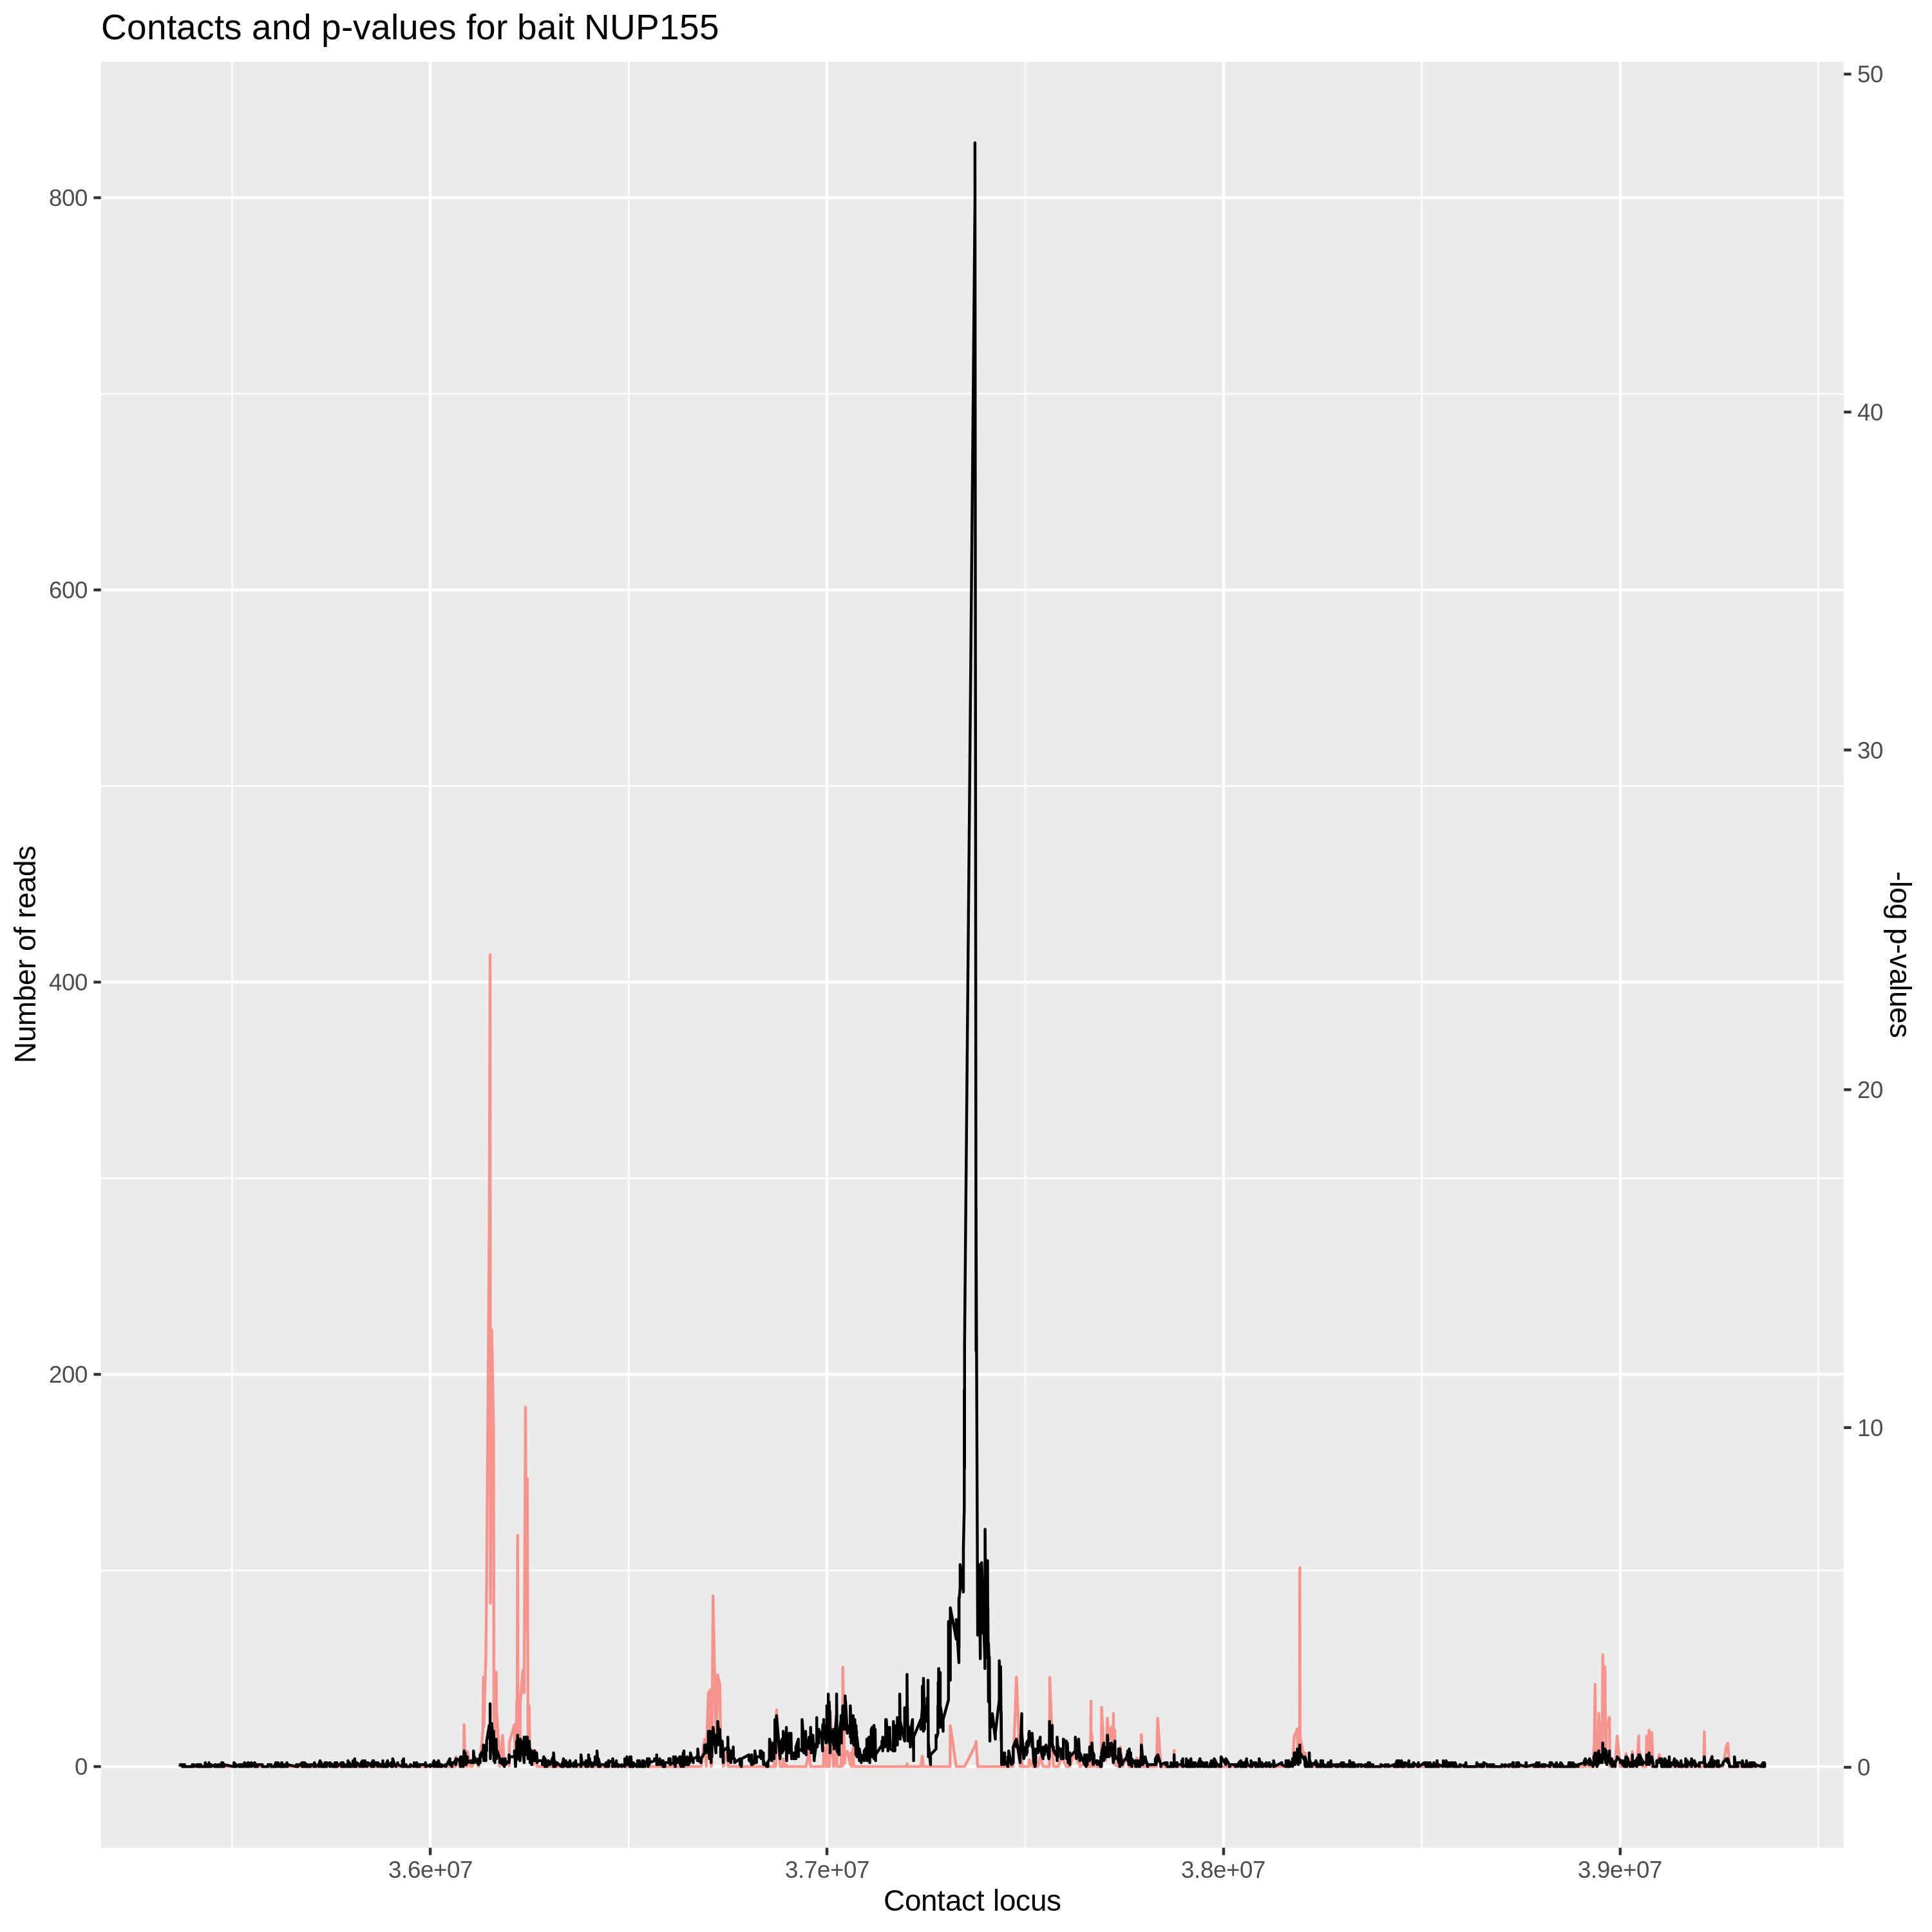 Contacts and p-values for bait NUP155
Number of reads
800
600
400
200
0
50
40
30
20
10
0
-log p-values
3.6e+07 3.7e+07 3.8e+07 3.9e+07
Contact locus